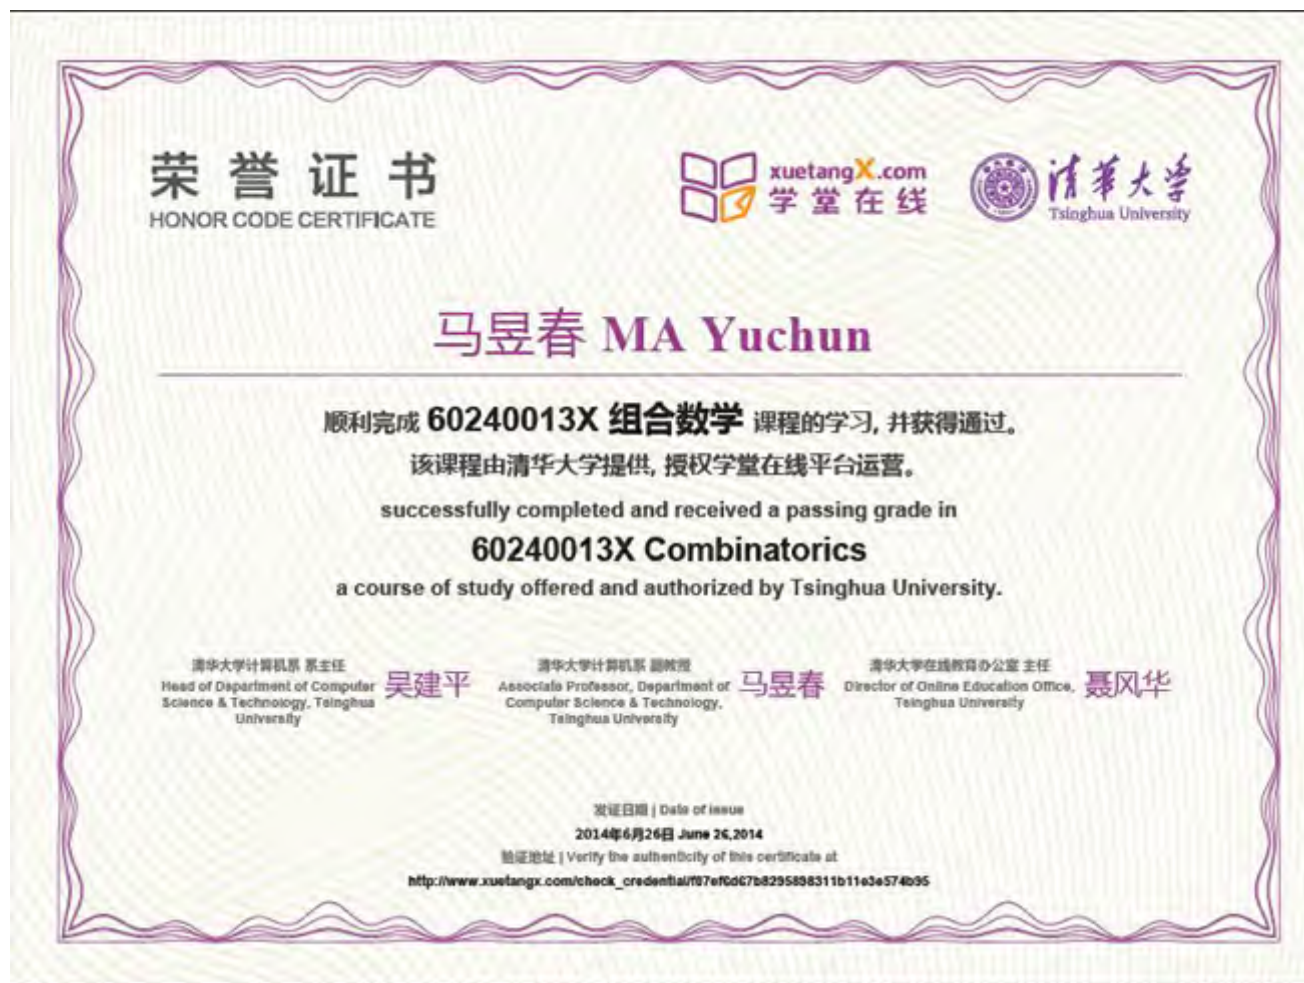 荣誉证书
HONOR CODE CERTIFICATE
xuetangX.com
学堂在线
清华大学
Tsinghua University
马昱春 MA Yuchun
顺利完成 60240013X 组合数学 课程的学习, 并获得通过。
该课程由清华大学提供, 授权学堂在线平台运营。
successfully completed and received a passing grade in
60240013X Combinatorics
a course of study offered and authorized by Tsinghua University.
清华大学计算机系 系主任
Head of Department of Computer
Science & Technology, Tsinghua
University
吴建平
清华大学计算机系 副教授
Associate Professor, Department of
Computer Science & Technology,
Tsinghua University
马昱春
清华大学在线教育办公室 主任
Director of Online Education Office,
Tsinghua University
聂风华
发证日期 | Date of issue
2014年6月26日 June 26,2014
验证地址 | Verify the authenticity of this certificate at